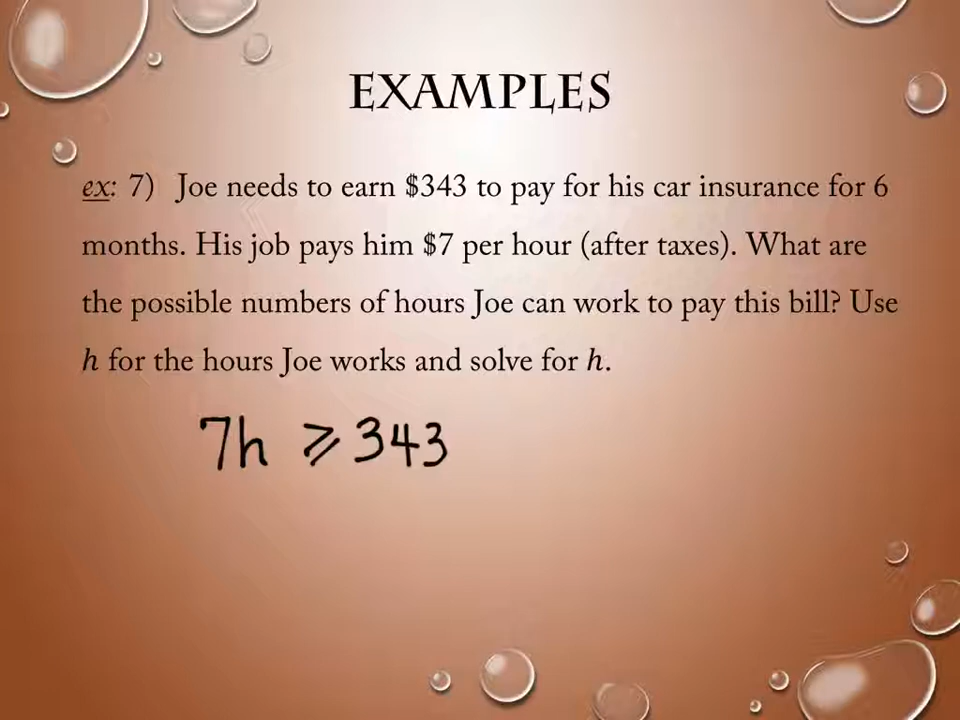 EXAMPLES
ex: 7) Joe needs to earn $343 to pay for his car insurance for 6
months. His job pays him $7 per hour (after taxes). What are
the possible numbers of hours Joe can work to pay this bill? Use
h for the hours Joe works and solve for h.
7h ⩾ 343